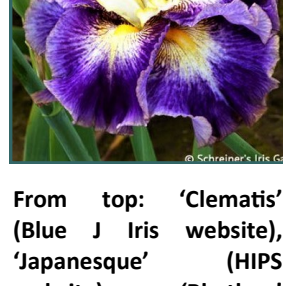 © Schreiner's Iris Ga
From top: ‘Clematis’
(Blue J Iris website),
‘Japanesque’ (HIPS